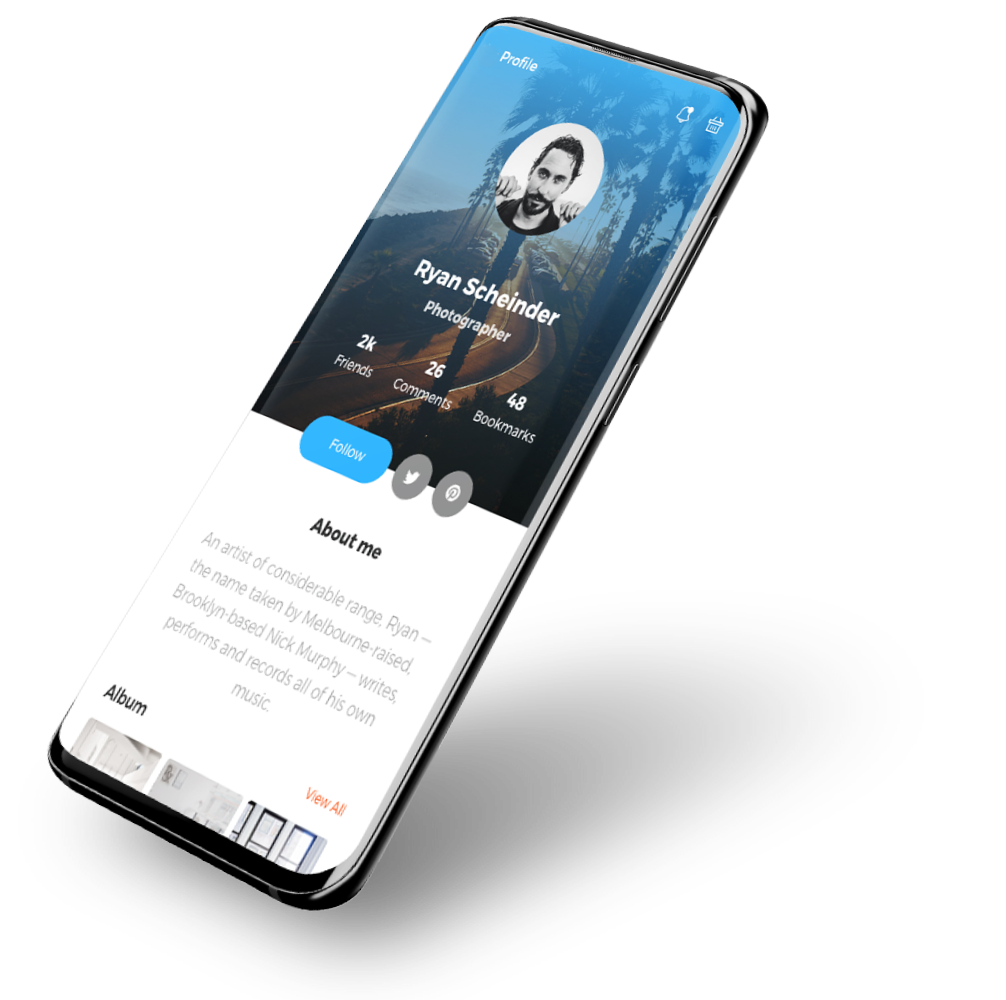 Profile
Ryan Scheinder
Photographer
2k
Friends
26
Comments
48
Bookmarks
Follow
About me
An artist of considerable range, Ryan —
the name taken by Melbourne-raised,
Brooklyn-based Nick Murphy — writes,
performs and records all of his own
music.
Album
View All